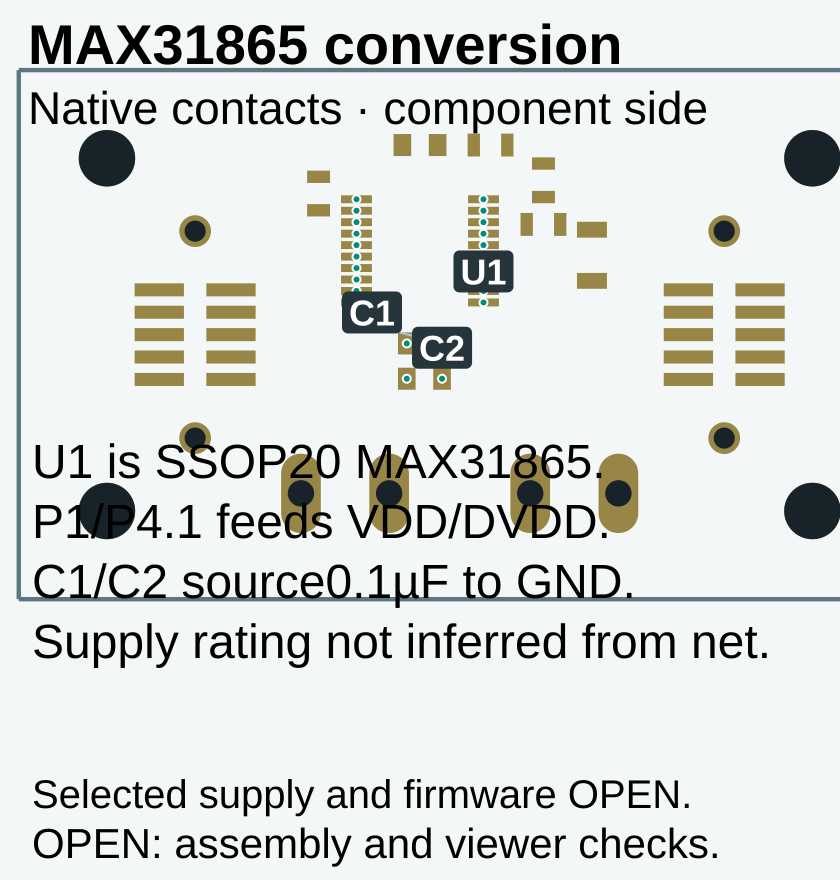 MAX31865 conversion
Native contacts · component side
U1
C1
C2
U1 is SSOP20 MAX31865.
P1/P4.1 feeds VDD/DVDD.
C1/C2 source0.1µF to GND.
Supply rating not inferred from net.
Selected supply and firmware OPEN.
OPEN: assembly and viewer checks.